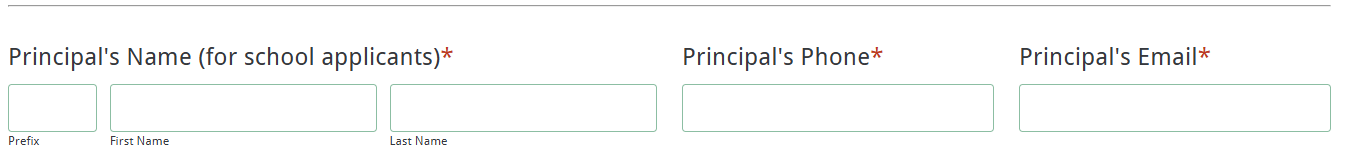 Principal's Name (for school applicants)* Principal's Phone* Principal's Email*
Prefix First Name Last Name